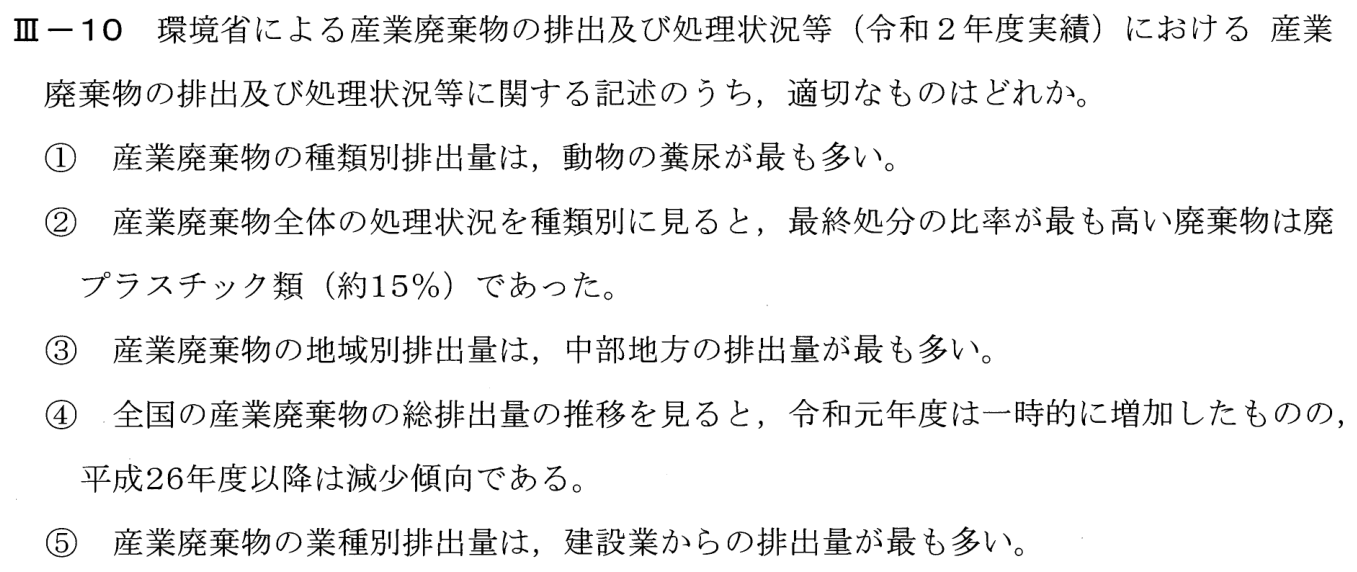 Ⅲ－10　環境省による産業廃棄物の排出及び処理状況等（令和２年度実績）における 産業
廃棄物の排出及び処理状況等に関する記述のうち，適切なものはどれか。
①　産業廃棄物の種類別排出量は，動物の糞尿が最も多い。
②　産業廃棄物全体の処理状況を種類別に見ると，最終処分の比率が最も高い廃棄物は廃
プラスチック類（約15％）であった。
③　産業廃棄物の地域別排出量は，中部地方の排出量が最も多い。
④　全国の産業廃棄物の総排出量の推移を見ると，令和元年度は一時的に増加したものの，
平成26年度以降は減少傾向である。
⑤　産業廃棄物の業種別排出量は，建設業からの排出量が最も多い。